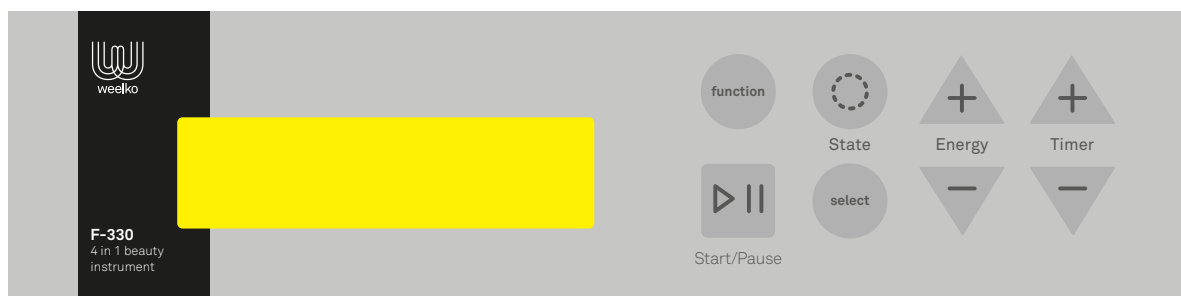 weelko
F-330
4 in 1 beauty
instrument
function
State
Energy
Timer
select
Start/Pause